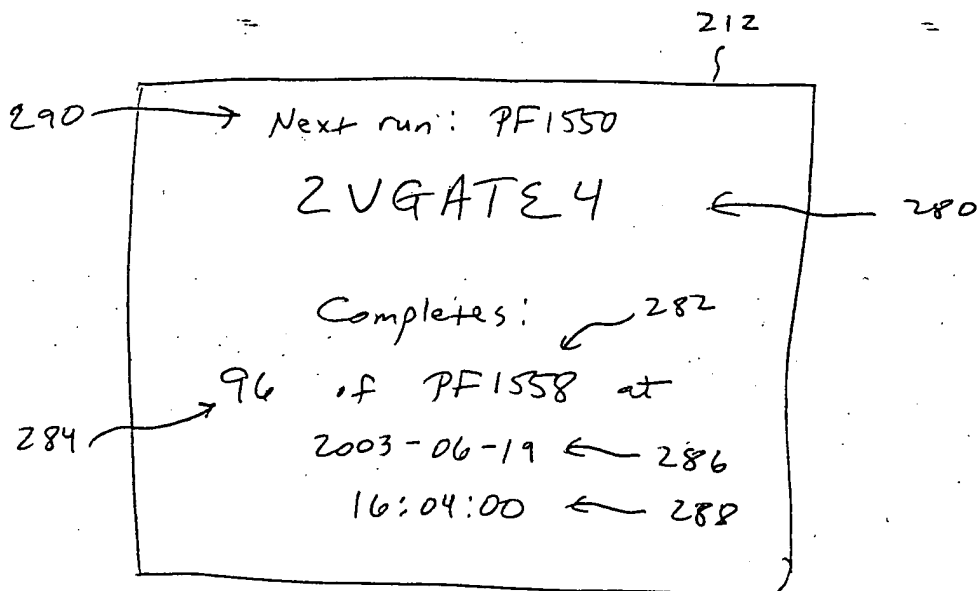 212
290 Next run: PF1550
2VGATE4 280
Completes: 282
96 of PF1558 at
284 2003-06-19 286
16:04:00 288